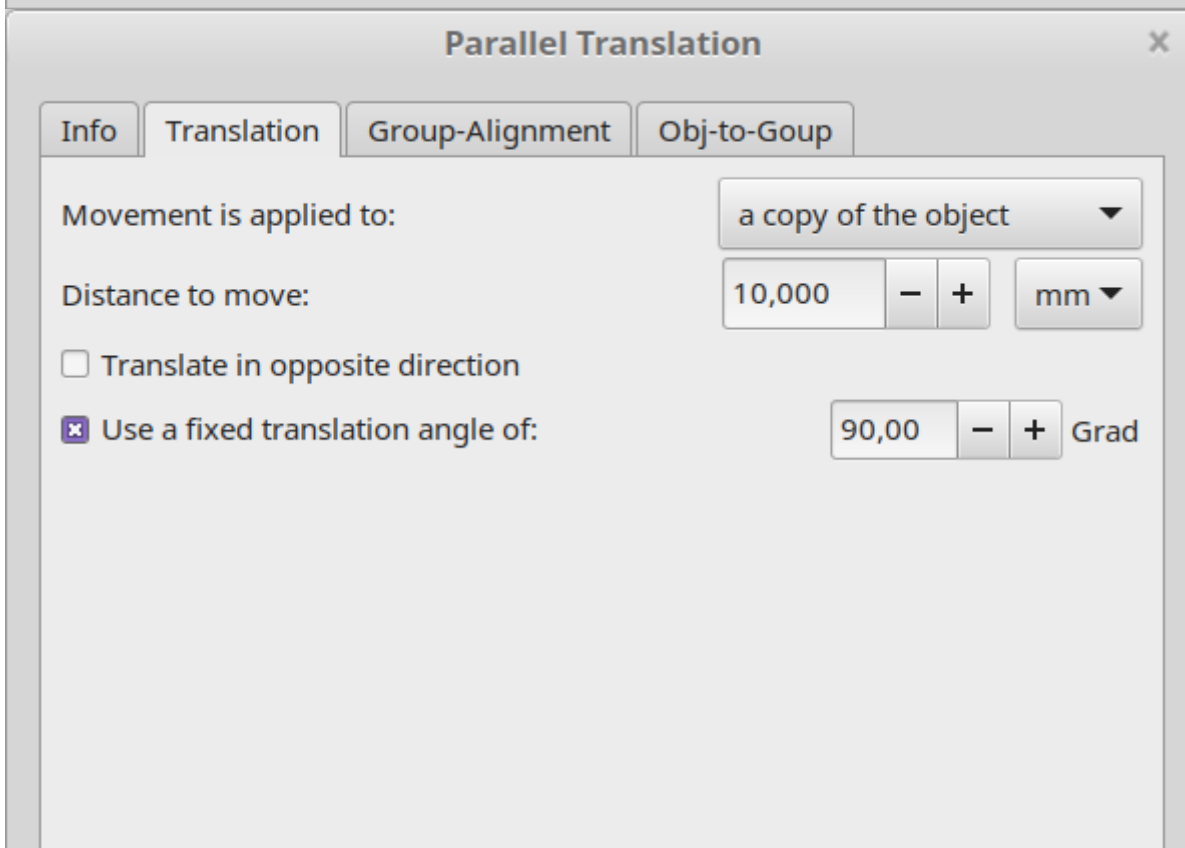 Parallel Translation
Info Translation Group-Alignment Obj-to-Goup
Movement is applied to: a copy of the object
Distance to move: 10,000 mm
Translate in opposite direction
Use a fixed translation angle of: 90,00 Grad